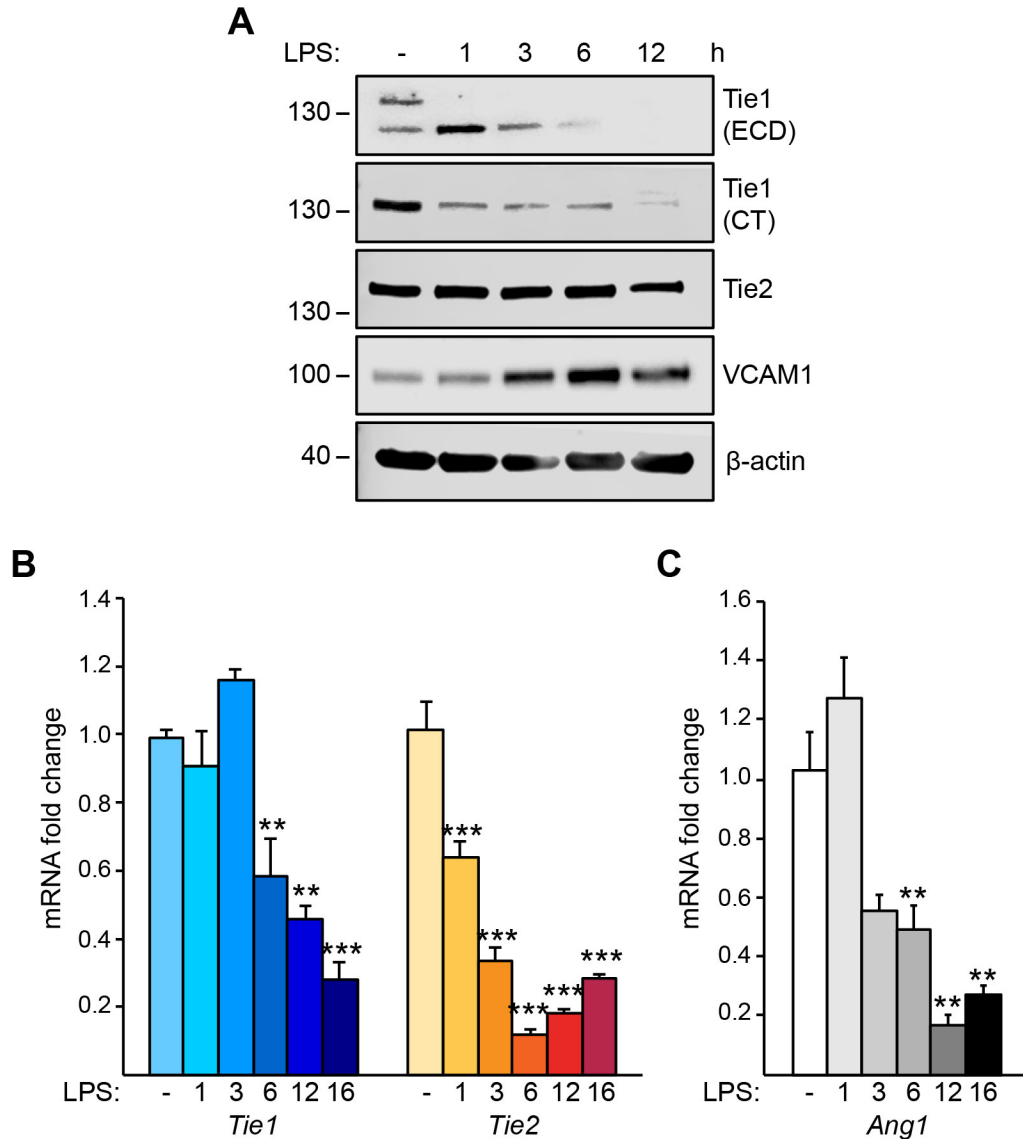 A
LPS: - 1 3 6 12 h
130 – Tie1
(ECD)
130 – Tie1
(CT)
Tie2
130 –
100 – VCAM1
40 – β-actin
B
mRNA fold change
1.4
1.2
1.0
0.8
0.6
0.4
0.2
** ** ***
*** *** *** *** ***
LPS: - 1 3 6 12 16 - 1 3 6 12 16
Tie1 Tie2
C
mRNA fold change
1.6
1.4
1.2
1.0
0.8
0.6
0.4
0.2
** ** **
LPS: - 1 3 6 12 16
Ang1